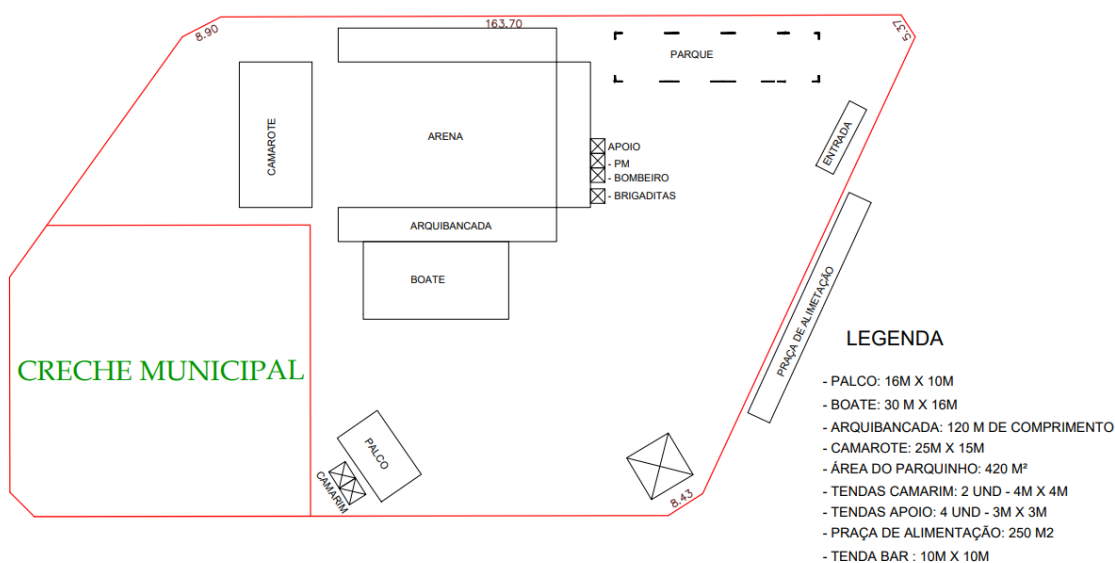 8.90
163.70
5.37
PARQUE
CAMAROTE
ARENA
APOIO
- PM
- BOMBEIRO
- BRIGADITAS
ENTRADA
ARQUIBANCADA
BOATE
PRAÇA DE ALIMETAÇÃO
CRECHE MUNICIPAL
PALCO
CAMARIM
8.43
LEGENDA
- PALCO: 16M X 10M
- BOATE: 30 M X 16M
- ARQUIBANCADA: 120 M DE COMPRIMENTO
- CAMAROTE: 25M X 15M
- ÁREA DO PARQUINHO: 420 M²
- TENDAS CAMARIM: 2 UND - 4M X 4M
- TENDAS APOIO: 4 UND - 3M X 3M
- PRAÇA DE ALIMENTAÇÃO: 250 M2
- TENDA BAR : 10M X 10M